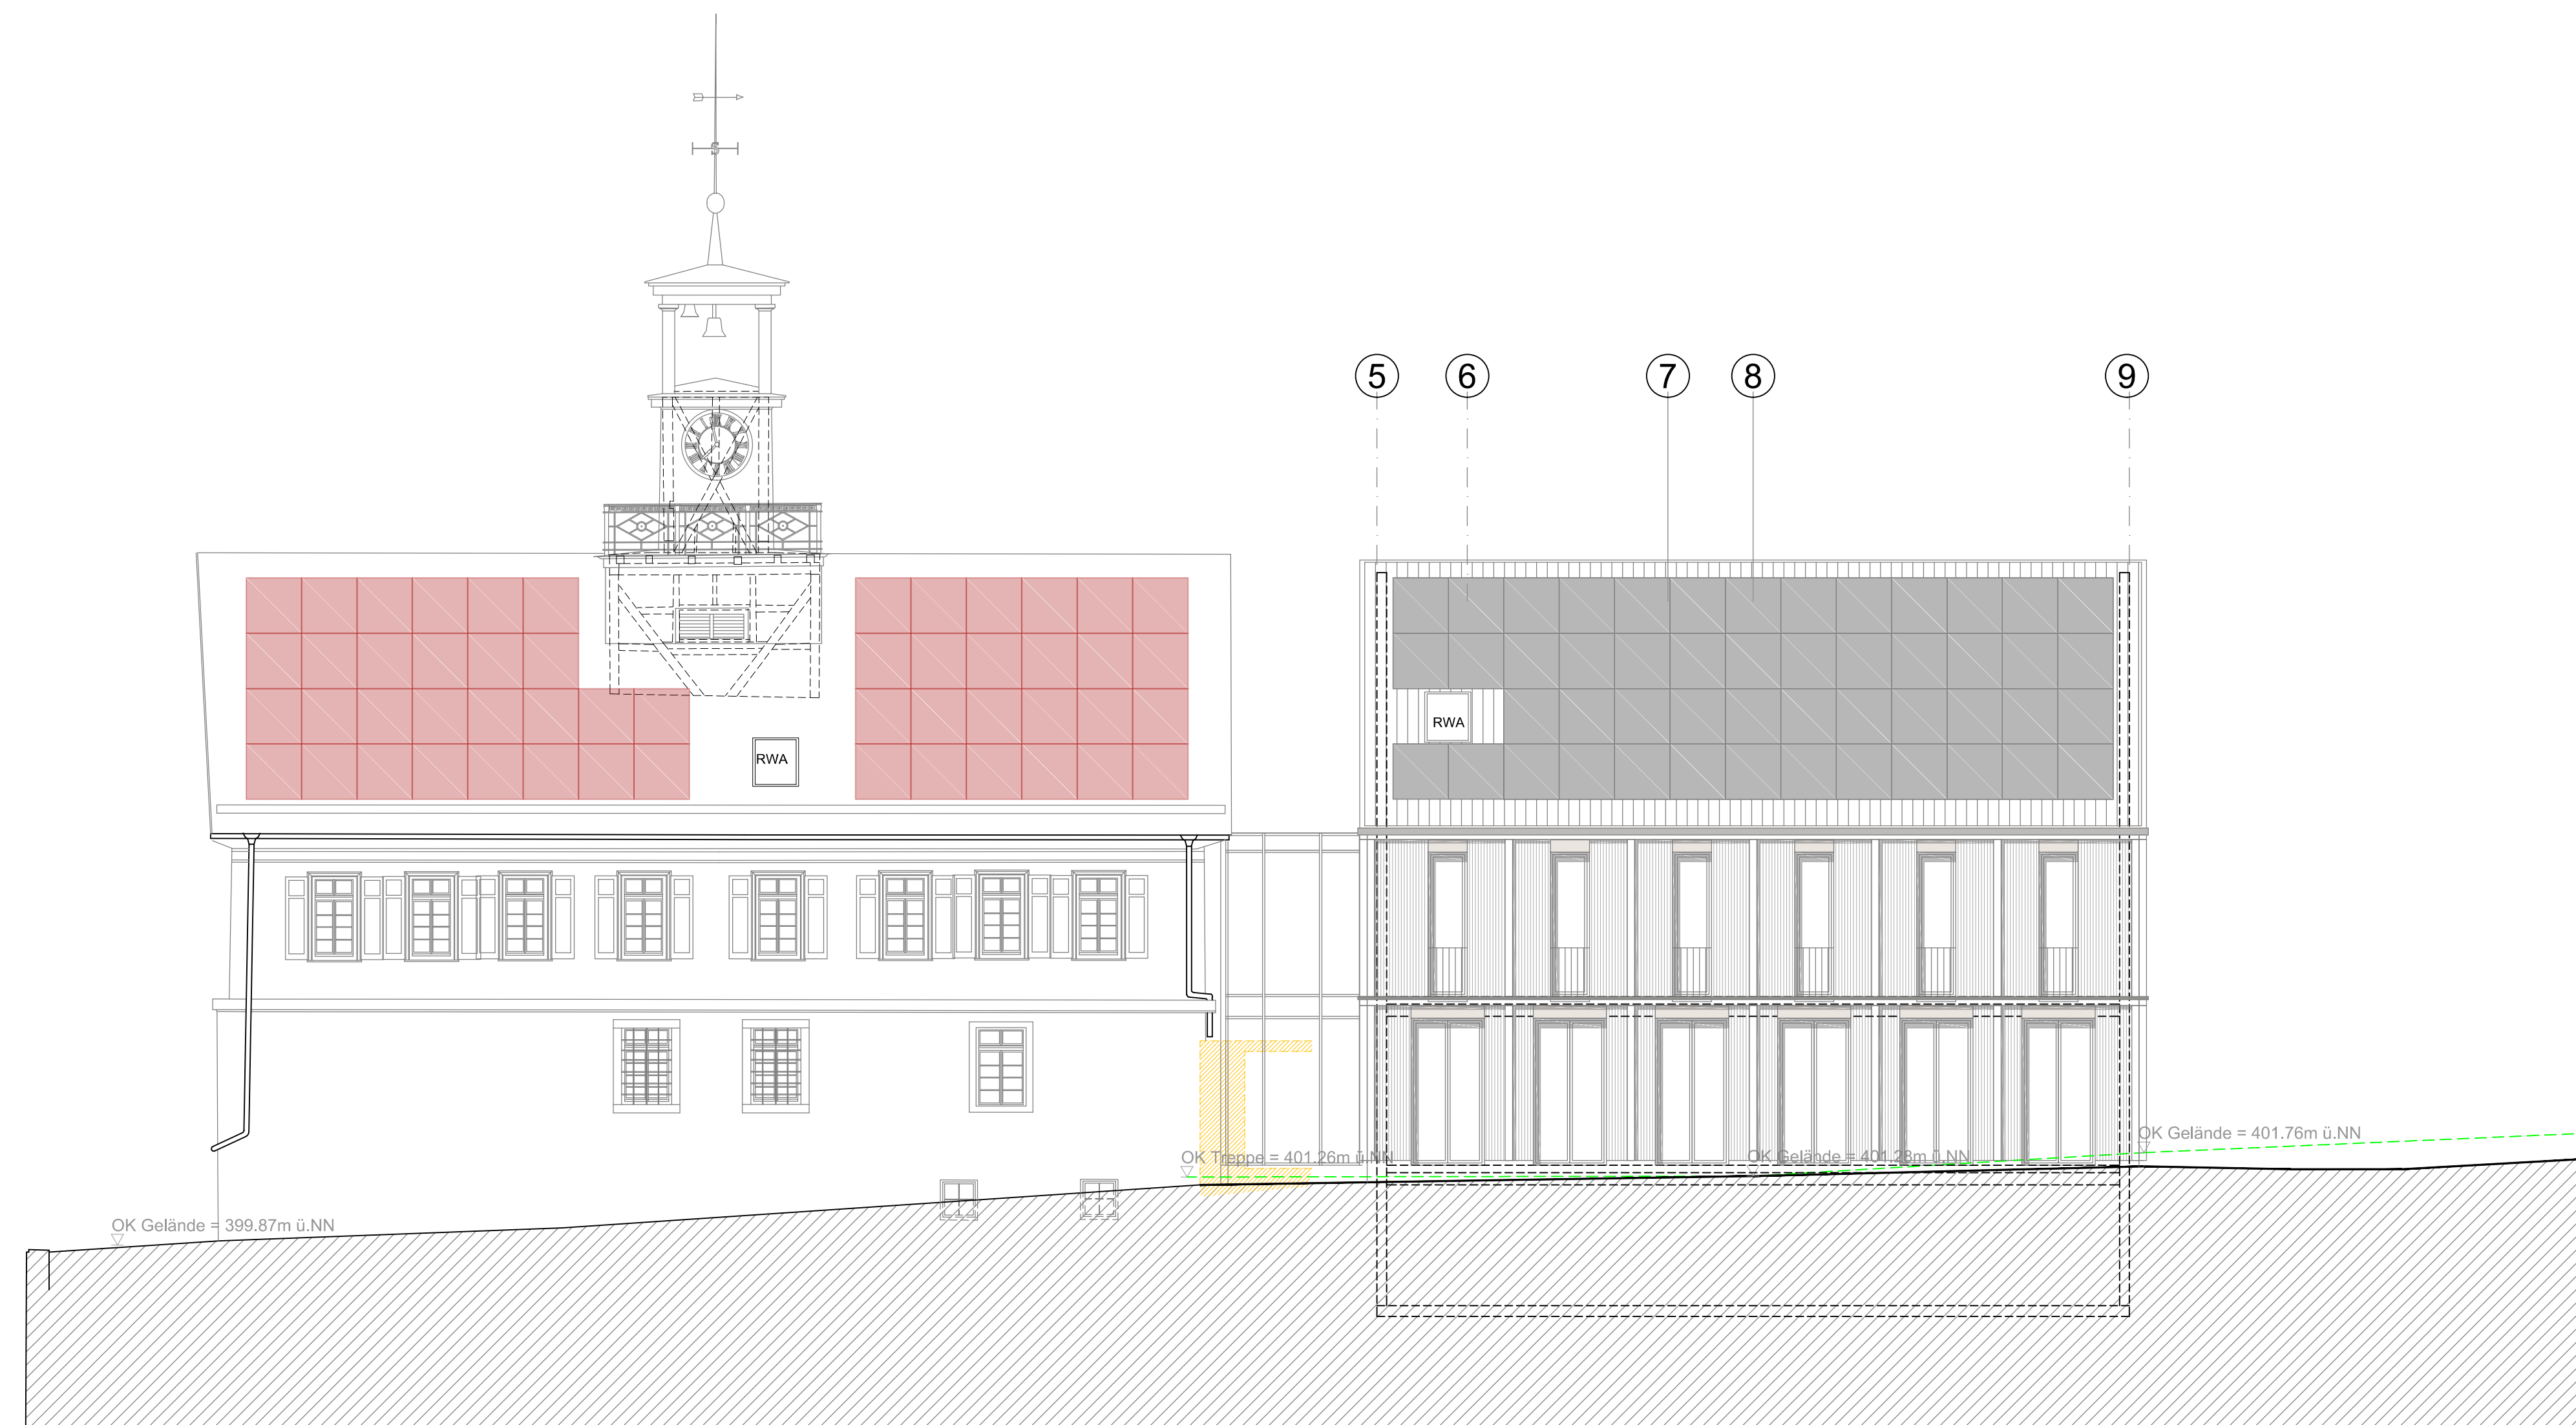 S
5 6 7 8 9
RWA
RWA
OK Gelände = 401.76m ü.NN
OK Treppe = 401.26m ü.NN
OK Gelände = 401.28m ü.NN
OK Gelände = 399.87m ü.NN